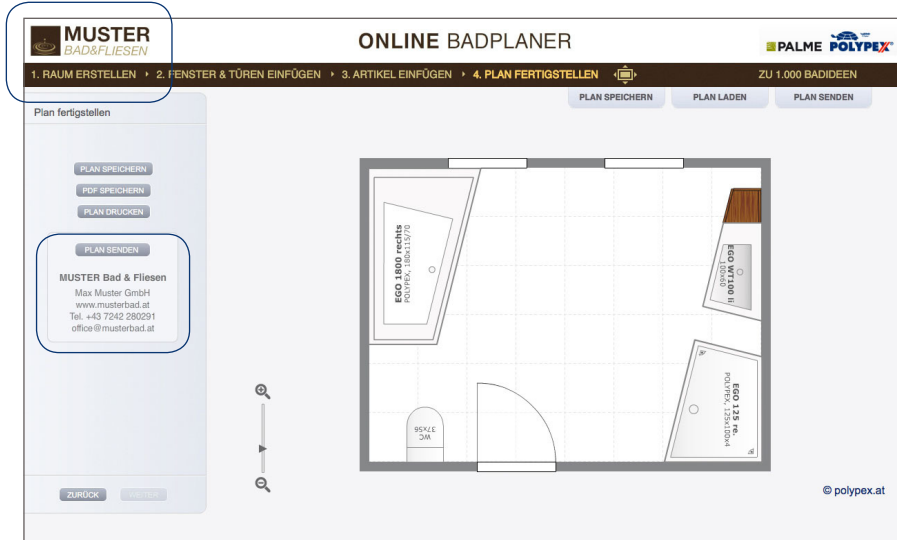 MUSTER
BAD&FLIESEN
ONLINE BADPLANER
PALME POLYPEX
1. RAUM ERSTELLEN 2. FENSTER & TÜREN EINFÜGEN 3. ARTIKEL EINFÜGEN 4. PLAN FERTIGSTELLEN ZU 1.000 BADIDEEN
PLAN SPEICHERN PLAN LADEN PLAN SENDEN
Plan fertigstellen
PLAN SPEICHERN
PDF SPEICHERN
PLAN DRUCKEN
PLAN SENDEN
MUSTER Bad & Fliesen
Max Muster GmbH
www.musterbad.at
Tel. +43 7242 280291
office@musterbad.at
ZURÜCK
EGO 1800 rechts
POLYPEX, 180x115/70
EGO WT100 li
100x60
EGO 125 re.
POLYPEX, 125x100x4
WC
37x56
© polypex.at